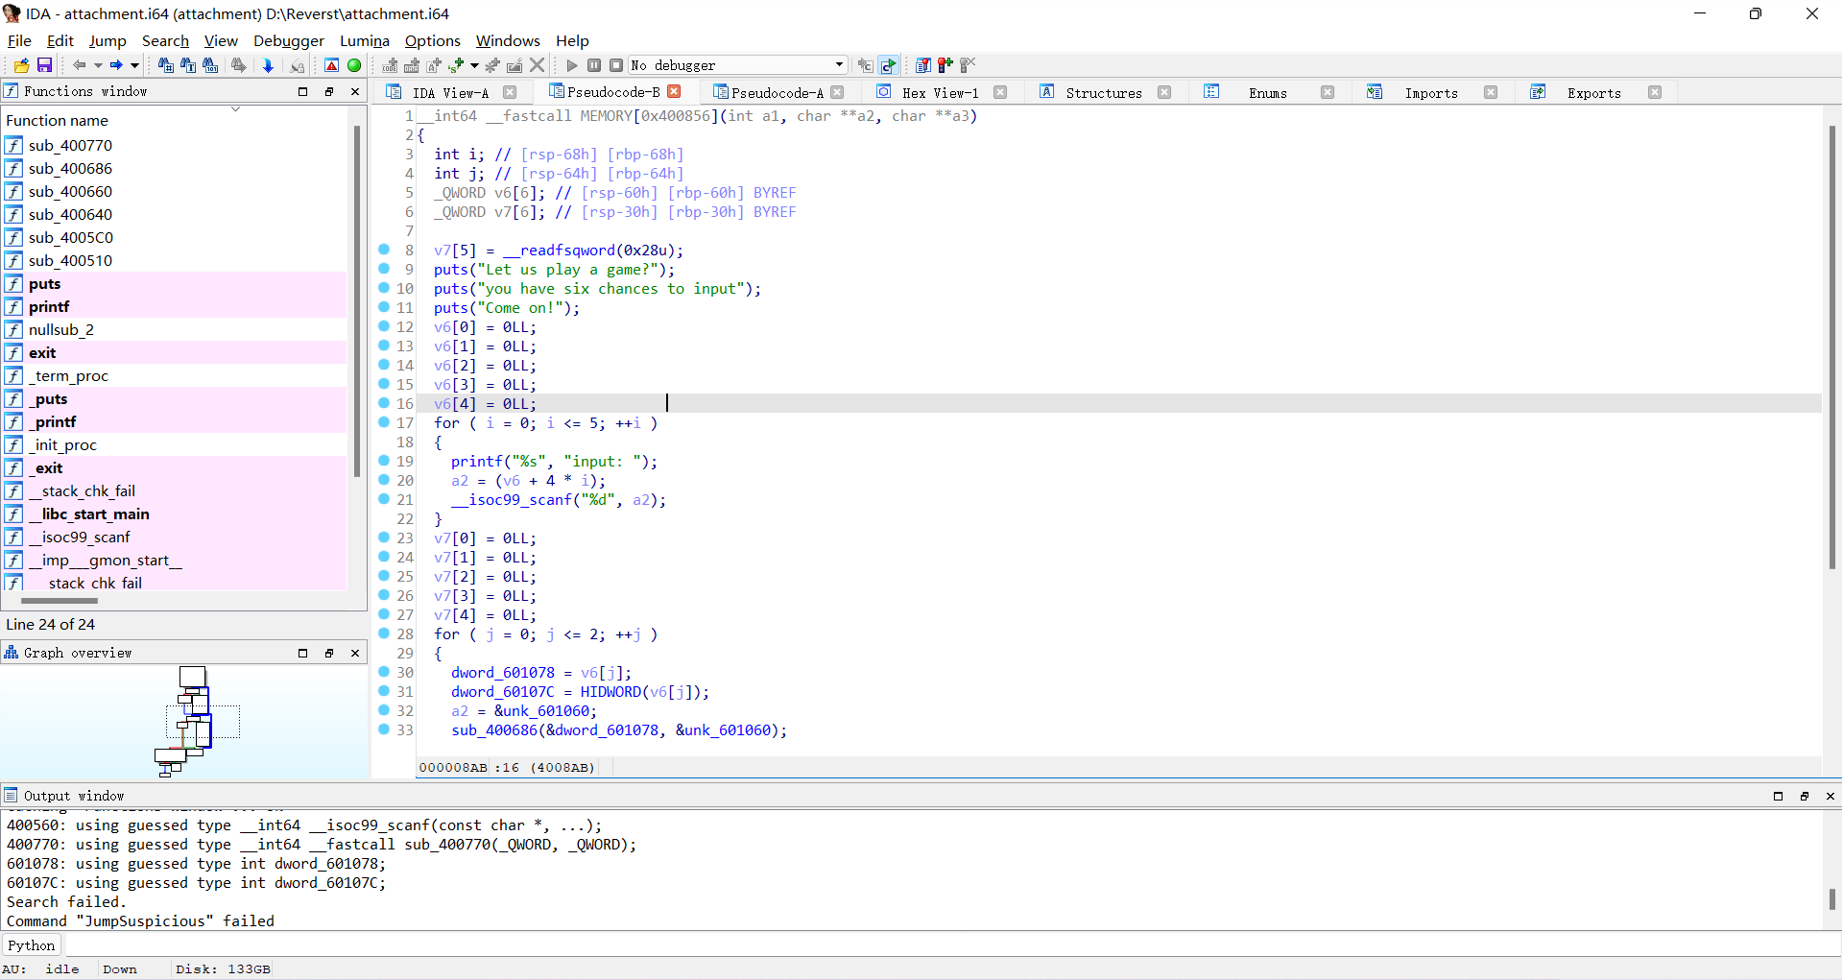 IDA - attachment.i64 (attachment) D:\Reverst\attachment.i64
File Edit Jump Search View Debugger Lumina Options Windows Help
No debugger
Functions window
IDA View-A Pseudocode-B Pseudocode-A Hex View-1 Structures Enums Imports Exports
Function name
f sub_400770
f sub_400686
f sub_400660
f sub_400640
f sub_4005C0
f sub_400510
f puts
f printf
f nullsub_2
f exit
f _term_proc
f _puts
f _printf
f _init_proc
f _exit
f __stack_chk_fail
f __libc_start_main
f __isoc99_scanf
f __imp___gmon_start__
f __stack_chk_fail
Line 24 of 24
Graph overview
1 __int64 __fastcall MEMORY[0x400856](int a1, char **a2, char **a3)
2 {
3 int i; // [rsp-68h] [rbp-68h]
4 int j; // [rsp-64h] [rbp-64h]
5 _QWORD v6[6]; // [rsp-60h] [rbp-60h] BYREF
6 _QWORD v7[6]; // [rsp-30h] [rbp-30h] BYREF
7
8 v7[5] = __readfsqword(0x28u);
9 puts("Let us play a game?");
10 puts("you have six chances to input");
11 puts("Come on!");
12 v6[0] = 0LL;
13 v6[1] = 0LL;
14 v6[2] = 0LL;
15 v6[3] = 0LL;
16 v6[4] = 0LL;
17 for ( i = 0; i <= 5; ++i )
18 {
19 printf("%s", "input: ");
20 a2 = (v6 + 4 * i);
21 __isoc99_scanf("%d", a2);
22 }
23 v7[0] = 0LL;
24 v7[1] = 0LL;
25 v7[2] = 0LL;
26 v7[3] = 0LL;
27 v7[4] = 0LL;
28 for ( j = 0; j <= 2; ++j )
29 {
30 dword_601078 = v6[j];
31 dword_60107C = HIDWORD(v6[j]);
32 a2 = &unk_601060;
33 sub_400686(&dword_601078, &unk_601060);
000008AB :16 (4008AB)
Output window
400560: using guessed type __int64 __isoc99_scanf(const char *, ...);
400770: using guessed type __int64 __fastcall sub_400770(_QWORD, _QWORD);
601078: using guessed type int dword_601078;
60107C: using guessed type int dword_60107C;
Search failed.
Command "JumpSuspicious" failed
Python
AU: idle Down Disk: 133GB